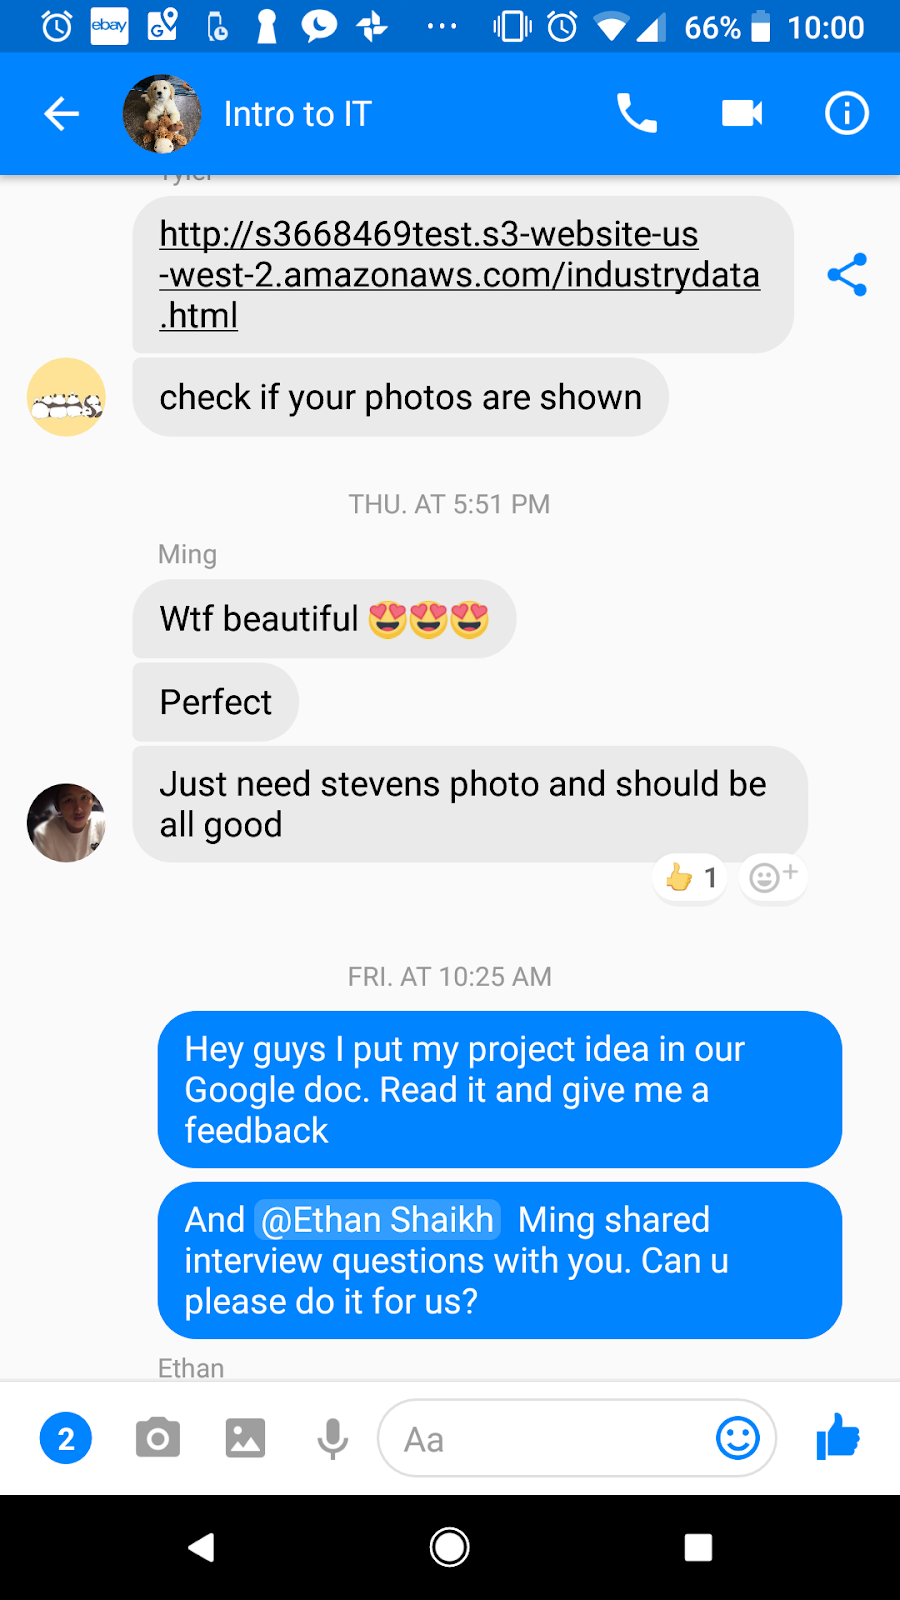 ebay
G
66%
10:00
Intro to IT
Tyler
http://s3668469test.s3-website-us
-west-2.amazonaws.com/industrydata
.html
check if your photos are shown
THU. AT 5:51 PM
Ming
Wtf beautiful 😍😍😍
Perfect
Just need stevens photo and should be
all good
👍 1
FRI. AT 10:25 AM
Hey guys I put my project idea in our
Google doc. Read it and give me a
feedback
And @Ethan Shaikh Ming shared
interview questions with you. Can u
please do it for us?
Ethan
2
Aa